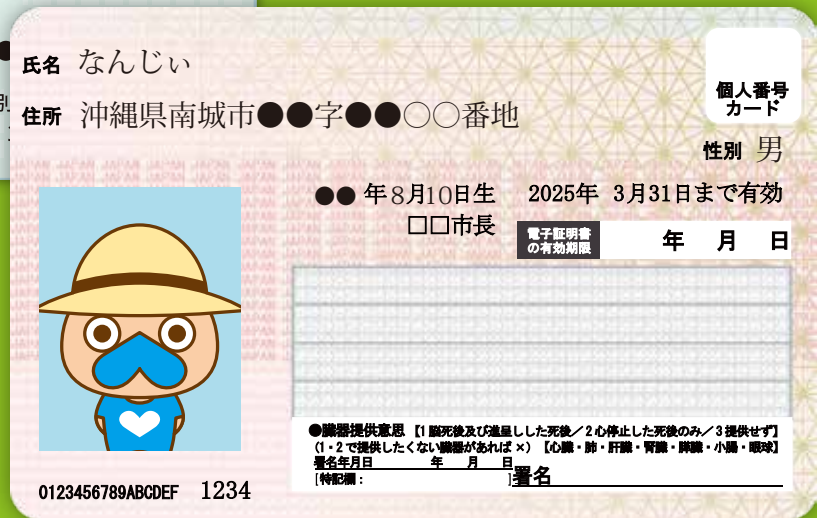 氏名 なんじぃ
住所 沖縄県南城市●●字●●○○番地
個人番号
カード
性別 男
●● 年8月10日生 2025年 3月31日まで有効
□□市長
電子証明書
の有効期限
年 月 日
●臓器提供意思 【1 脳死後及び進呈しした死後／2 心停止した死後のみ／3 提供せず】
(1・2 で提供したくない臓器があれば ×) 【心臓・肺・肝臓・腎臓・膵臓・小腸・眼球】
署名年月日 年 月 日
[特記欄： ]署名
0123456789ABCDEF 1234